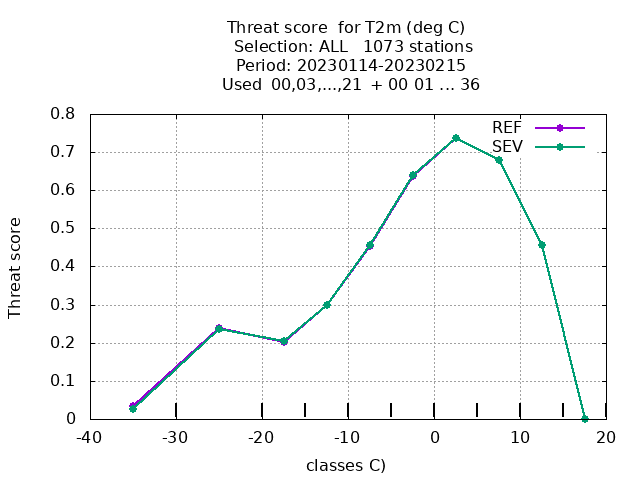 Threat score  for T2m (deg C)
Selection: ALL   1073 stations
Period: 20230114-20230215
Used  00,03,...,21  + 00 01 ... 36
REF
SEV
Threat score
0.8
0.7
0.6
0.5
0.4
0.3
0.2
0.1
0
-40 -30 -20 -10 0 10 20
classes C)